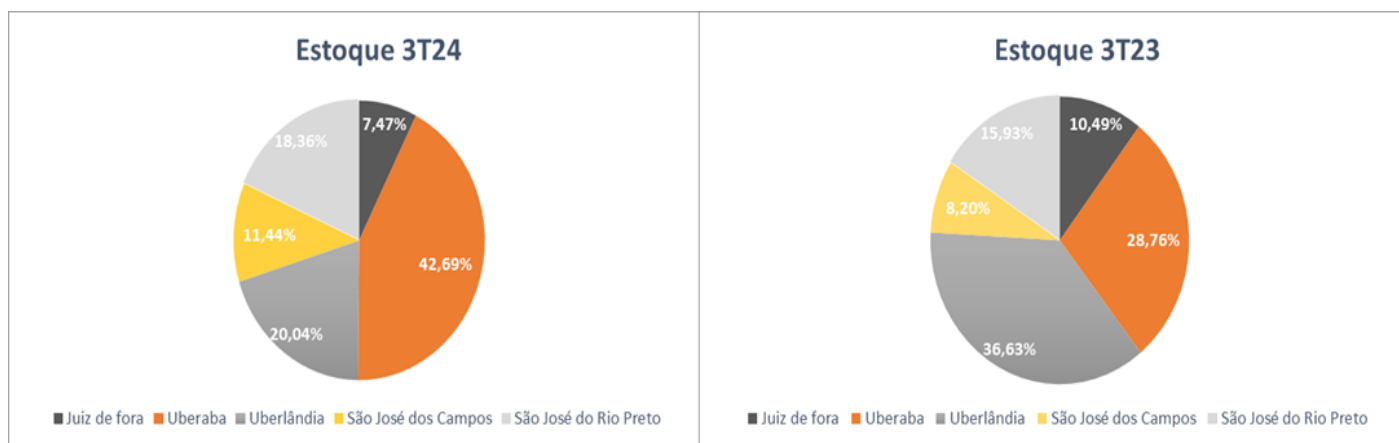 Estoque 3T24
7,47%
42,69%
20,04%
11,44%
18,36%
Juiz de fora Uberaba Uberlândia São José dos Campos São José do Rio Preto
Estoque 3T23
10,49%
28,76%
36,63%
8,20%
15,93%
Juiz de fora Uberaba Uberlândia São José dos Campos São José do Rio Preto